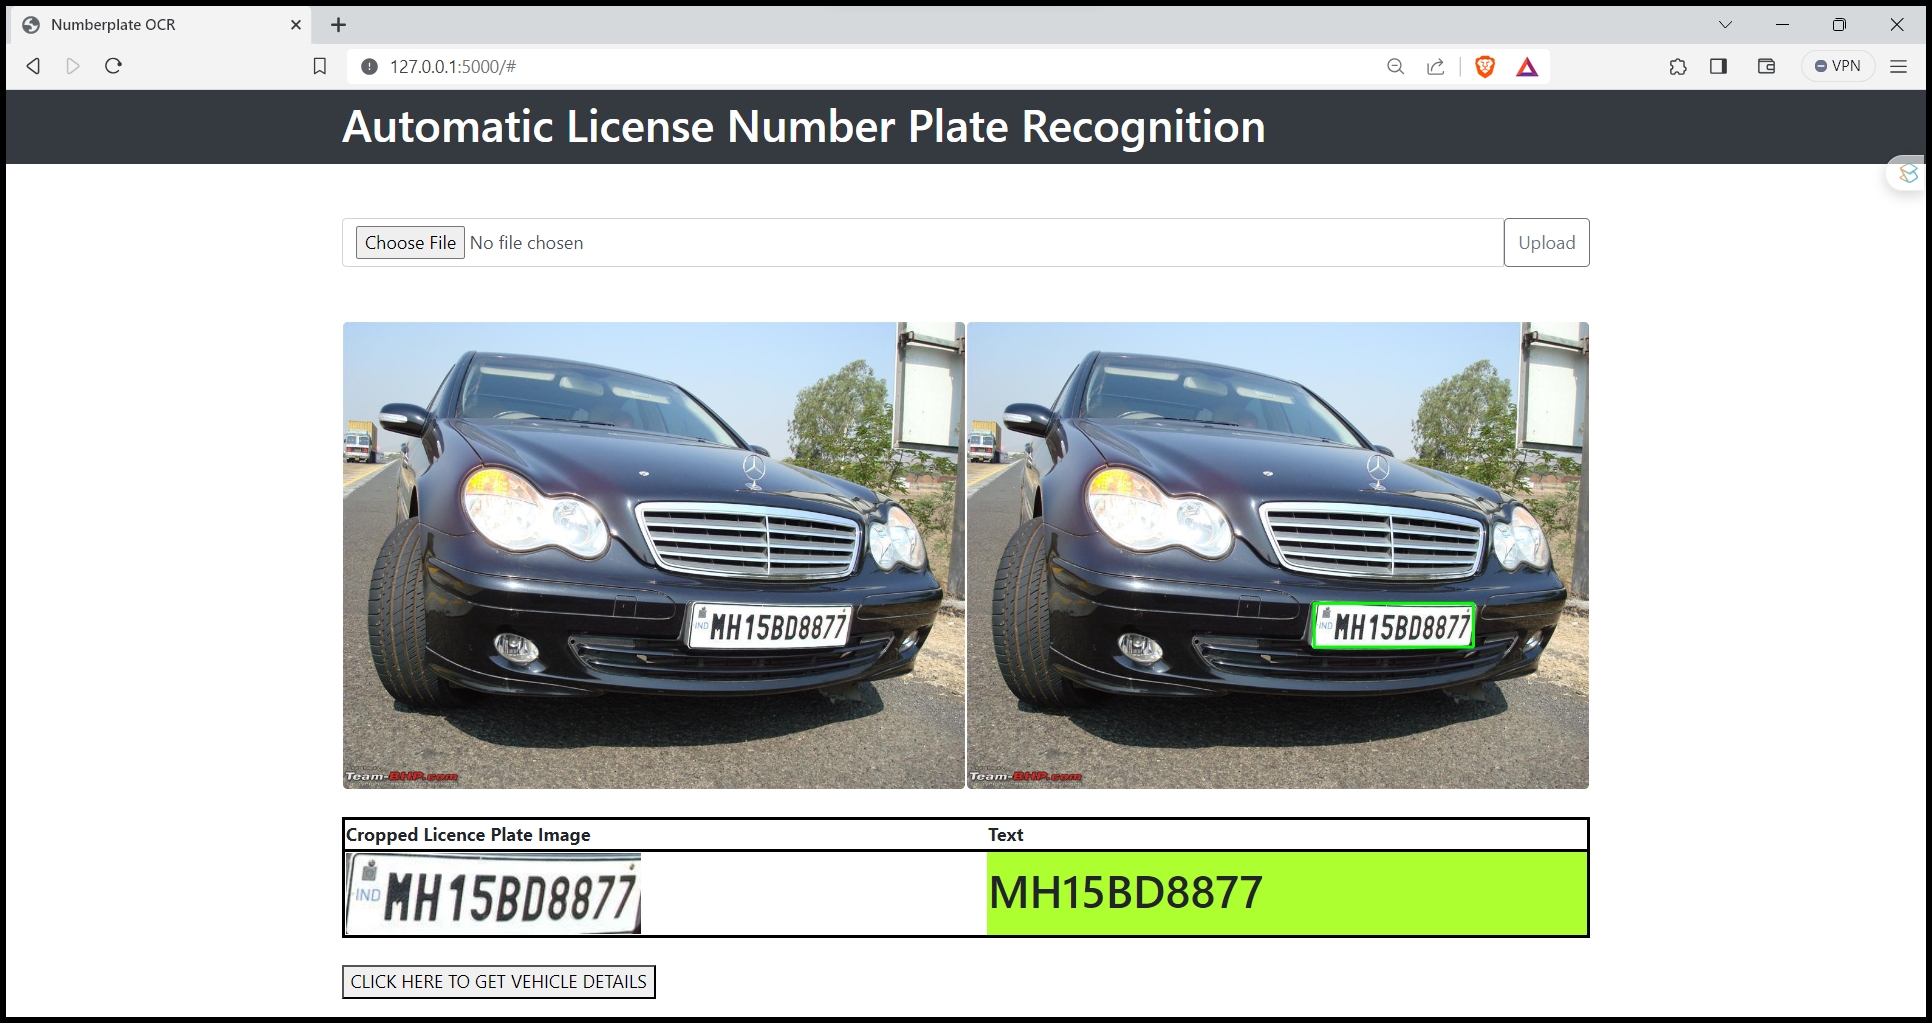 Numberplate OCR
127.0.0.1:5000/#
VPN
Automatic License Number Plate Recognition
Choose File No file chosen
Upload
IND MH15BD8877
IND MH15BD8877
Team-BHP.com
Team-BHP.com
Cropped Licence Plate Image Text
IND MH15BD8877
MH15BD8877
CLICK HERE TO GET VEHICLE DETAILS